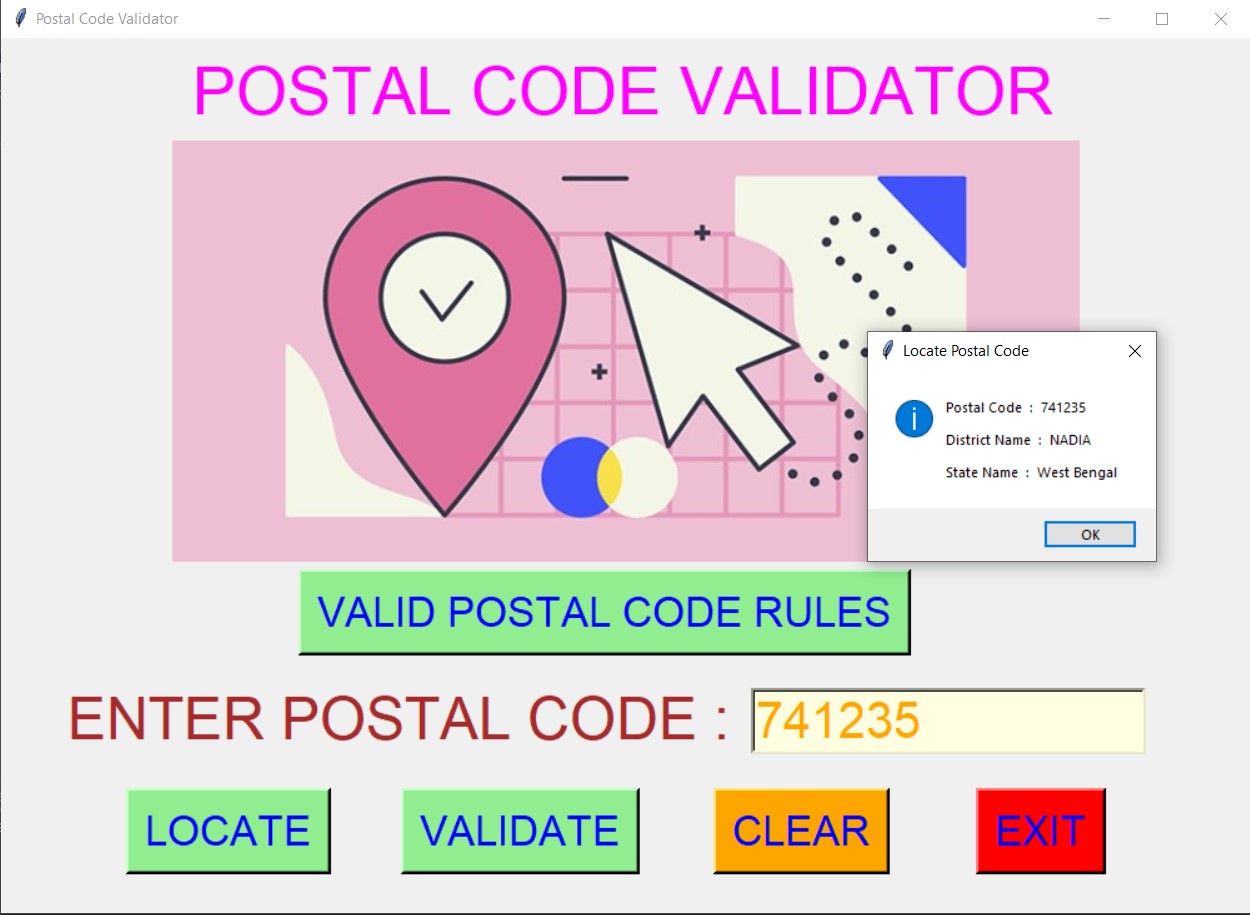 Postal Code Validator
POSTAL CODE VALIDATOR
Locate Postal Code
Postal Code : 741235
District Name : NADIA
State Name : West Bengal
OK
VALID POSTAL CODE RULES
ENTER POSTAL CODE : 741235
LOCATE VALIDATE CLEAR EXIT